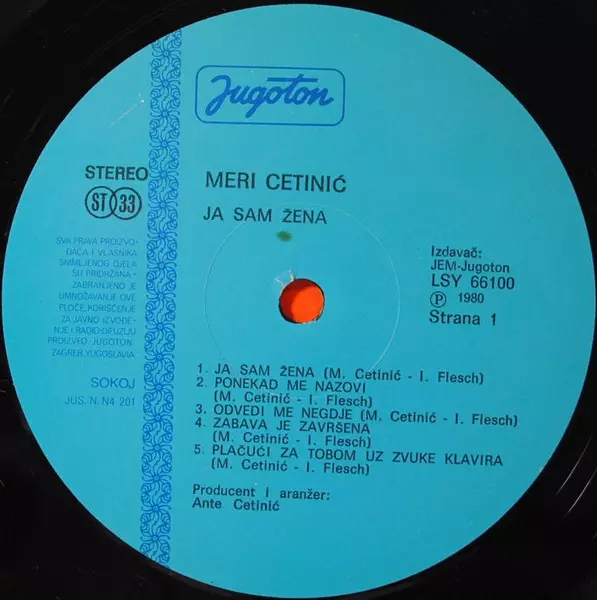 Jugoton
STEREO
ST 33
MERI CETINIĆ
JA SAM ŽENA
SVA PRAVA PROIZVO-
ĐAČA I VLASNIKA
SNIMLJENOG DJELA
SU PRIDRŽANA -
ZABRANJENO JE
UMNOŽAVANJE OVE
PLOČE, KORIŠĆENJE
ZA JAVNO IZVOĐE-
NJE I RADIO-DIFUZIJU
PROIZVEO JUGOTON
ZAGREB, YUGOSLAVIA
SOKOJ
JUS. N. N4 201
Izdavač:
JEM-Jugoton
LSY 66100
Ⓟ 1980
Strana 1
1. JA SAM ŽENA (M. Cetinić - I. Flesch)
2. PONEKAD ME NAZOVI
(M. Cetinić - I. Flesch)
3. ODVEDI ME NEGDJE (M. Cetinić - I. Flesch)
4. ZABAVA JE ZAVRŠENA
(M. Cetinić - I. Flesch)
5. PLAČUĆI ZA TOBOM UZ ZVUKE KLAVIRA
(M. Cetinić - I. Flesch)
Producent i aranžer:
Ante Cetinić